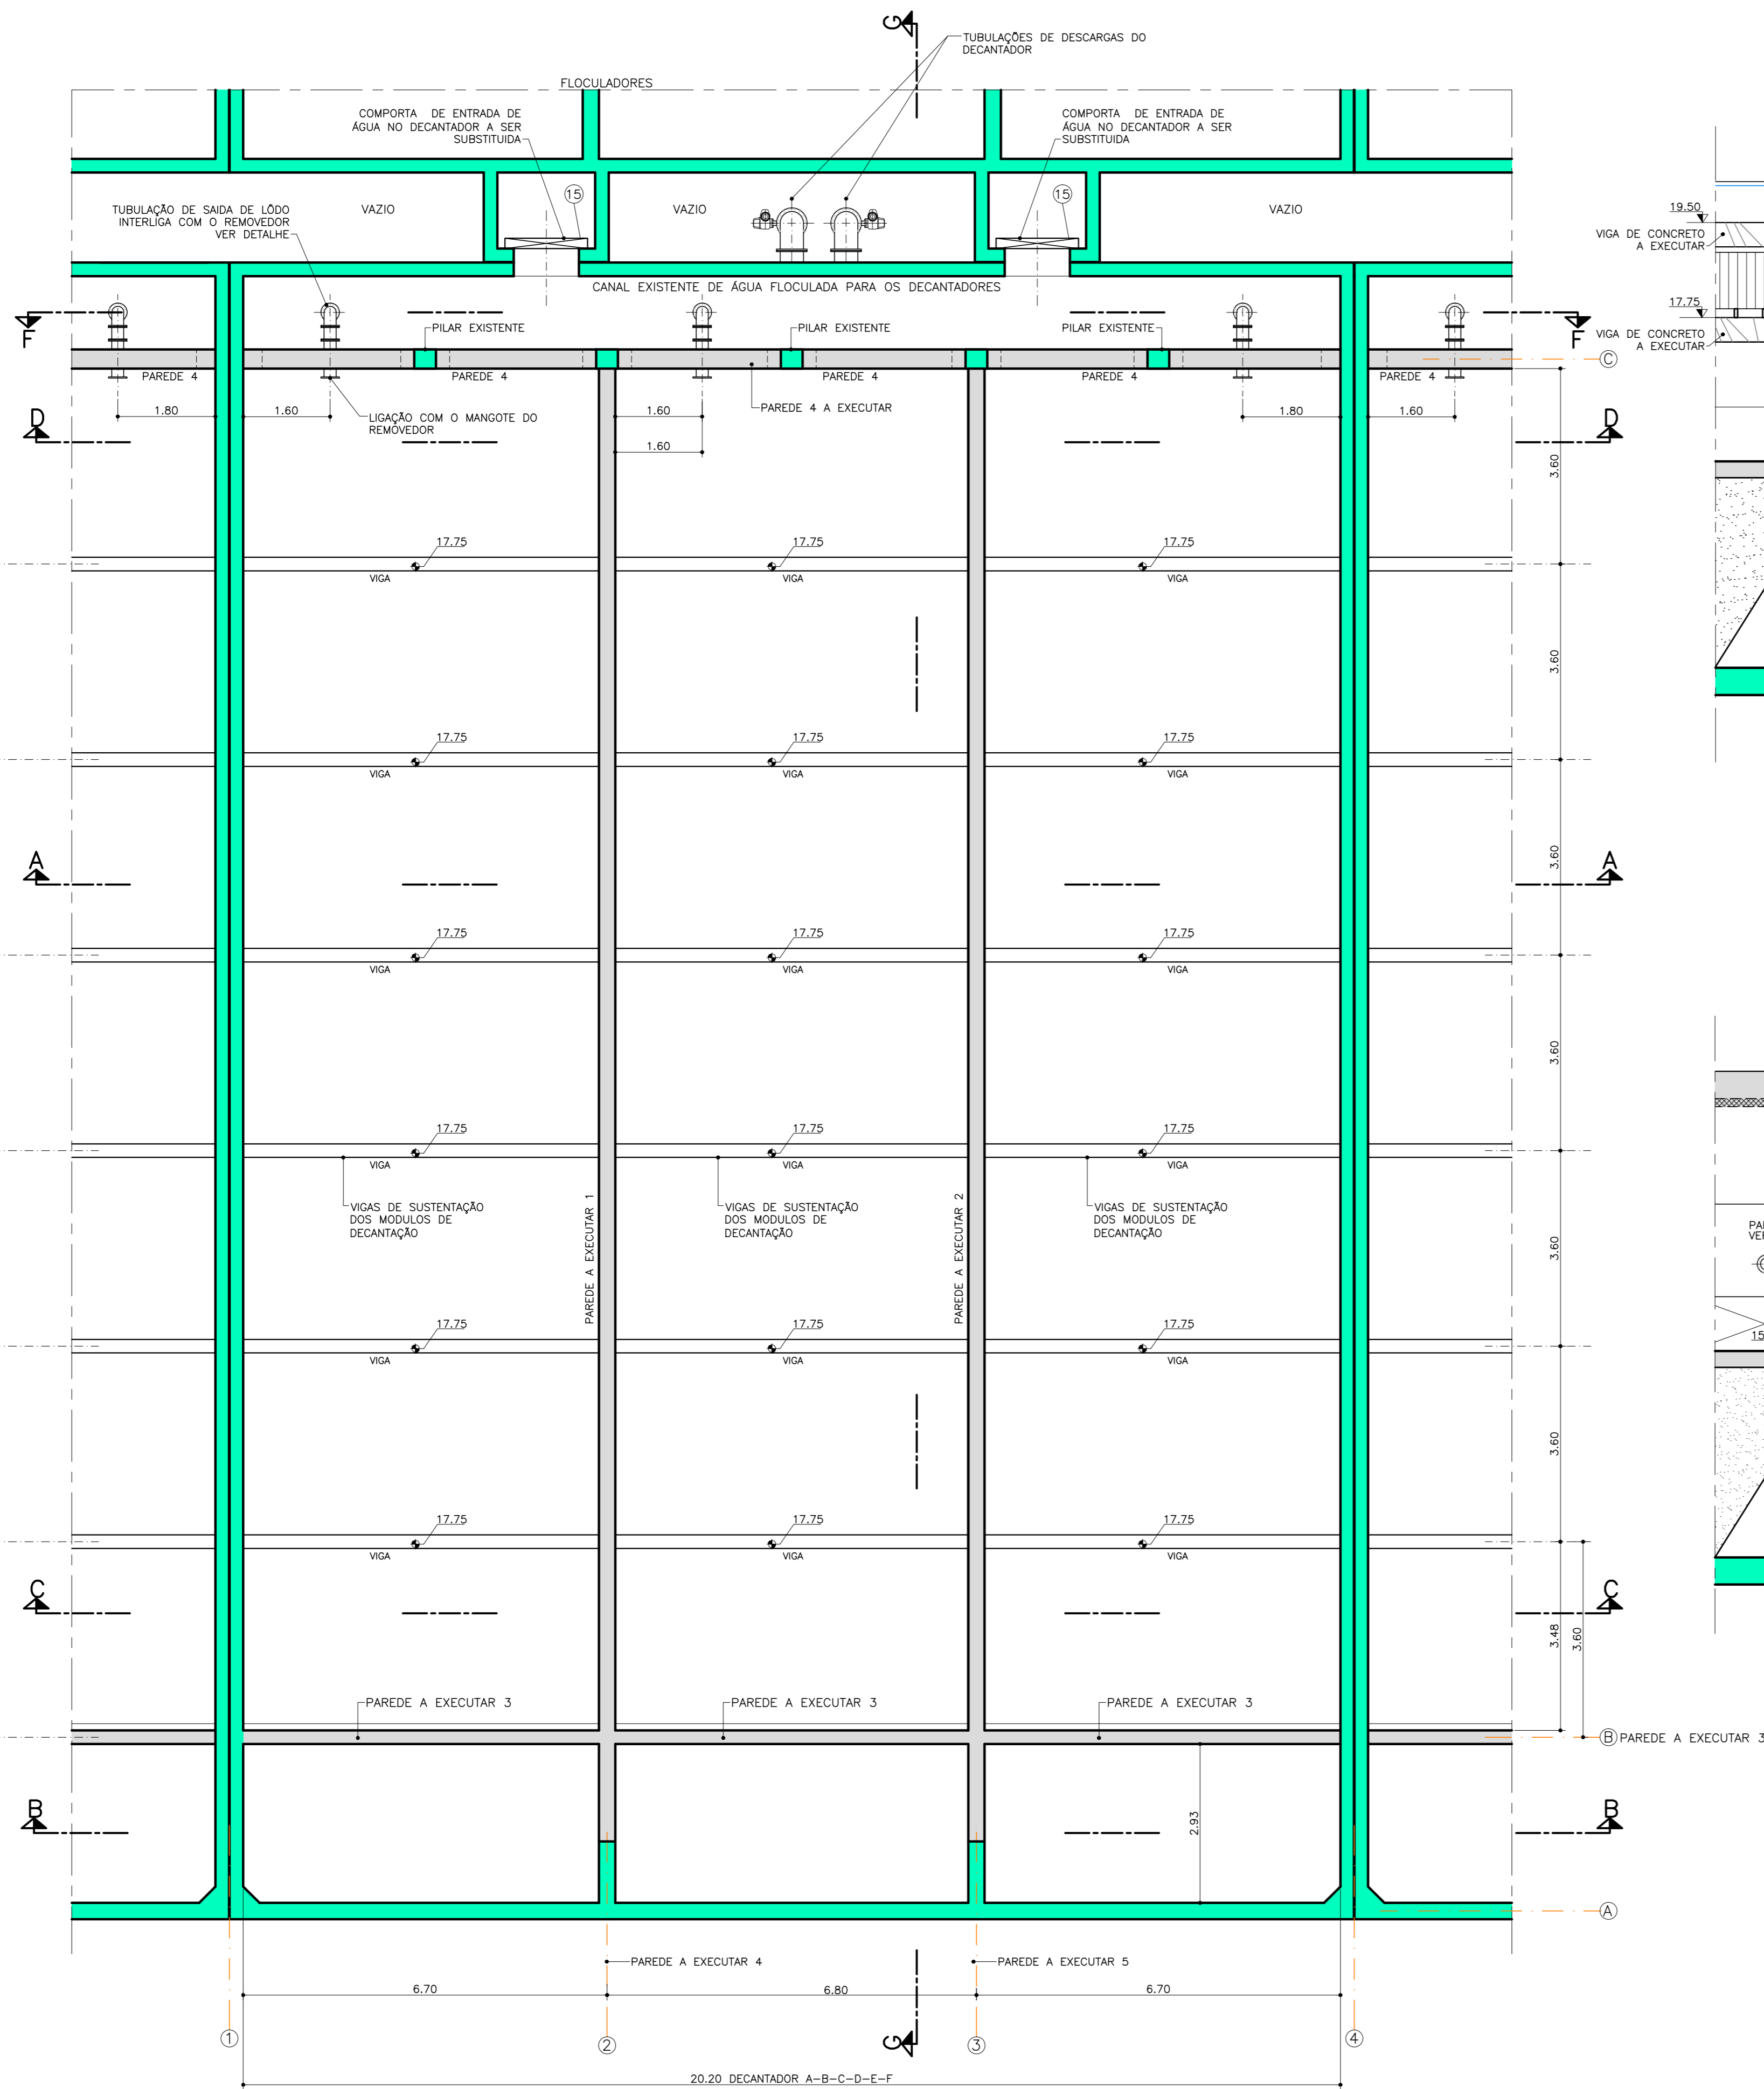 G
TUBULAÇÕES DE DESCARGAS DO
DECANTADOR
FLOCULADORES
COMPORTA DE ENTRADA DE
ÁGUA NO DECANTADOR A SER
SUBSTITUIDA
COMPORTA DE ENTRADA DE
ÁGUA NO DECANTADOR A SER
SUBSTITUIDA
15
15
TUBULAÇÃO DE SAIDA DE LÔDO
INTERLIGA COM O REMOVEDOR
VER DETALHE
VAZIO
VAZIO
VAZIO
19.50
VIGA DE CONCRETO
A EXECUTAR
CANAL EXISTENTE DE ÁGUA FLOCULADA PARA OS DECANTADORES
17.75
VIGA DE CONCRETO
A EXECUTAR
F
PILAR EXISTENTE
PILAR EXISTENTE
PILAR EXISTENTE
F
C
PAREDE 4
PAREDE 4
PAREDE 4
PAREDE 4
PAREDE 4
1.80
1.60
LIGAÇÃO COM O MANGOTE DO
REMOVEDOR
1.60
PAREDE 4 A EXECUTAR
1.80
1.60
D
1.60
D
3.60
17.75
17.75
17.75
VIGA
VIGA
VIGA
3.60
17.75
17.75
17.75
VIGA
VIGA
VIGA
A
3.60
A
17.75
17.75
17.75
VIGA
VIGA
VIGA
3.60
17.75
17.75
17.75
VIGA
VIGA
VIGA
VIGAS DE SUSTENTAÇÃO
DOS MODULOS DE
DECANTAÇÃO
PAREDE A EXECUTAR 1
VIGAS DE SUSTENTAÇÃO
DOS MODULOS DE
DECANTAÇÃO
PAREDE A EXECUTAR 2
VIGAS DE SUSTENTAÇÃO
DOS MODULOS DE
DECANTAÇÃO
3.60
17.75
17.75
17.75
VIGA
VIGA
VIGA
3.60
17.75
17.75
17.75
VIGA
VIGA
VIGA
C
C
3.48
3.60
PAREDE A EXECUTAR 3
PAREDE A EXECUTAR 3
PAREDE A EXECUTAR 3
B
PAREDE A EXECUTAR 3
B
2.93
B
A
PAREDE A EXECUTAR 4
PAREDE A EXECUTAR 5
6.70
6.80
6.70
1
2
G
3
4
20.20 DECANTADOR A-B-C-D-E-F